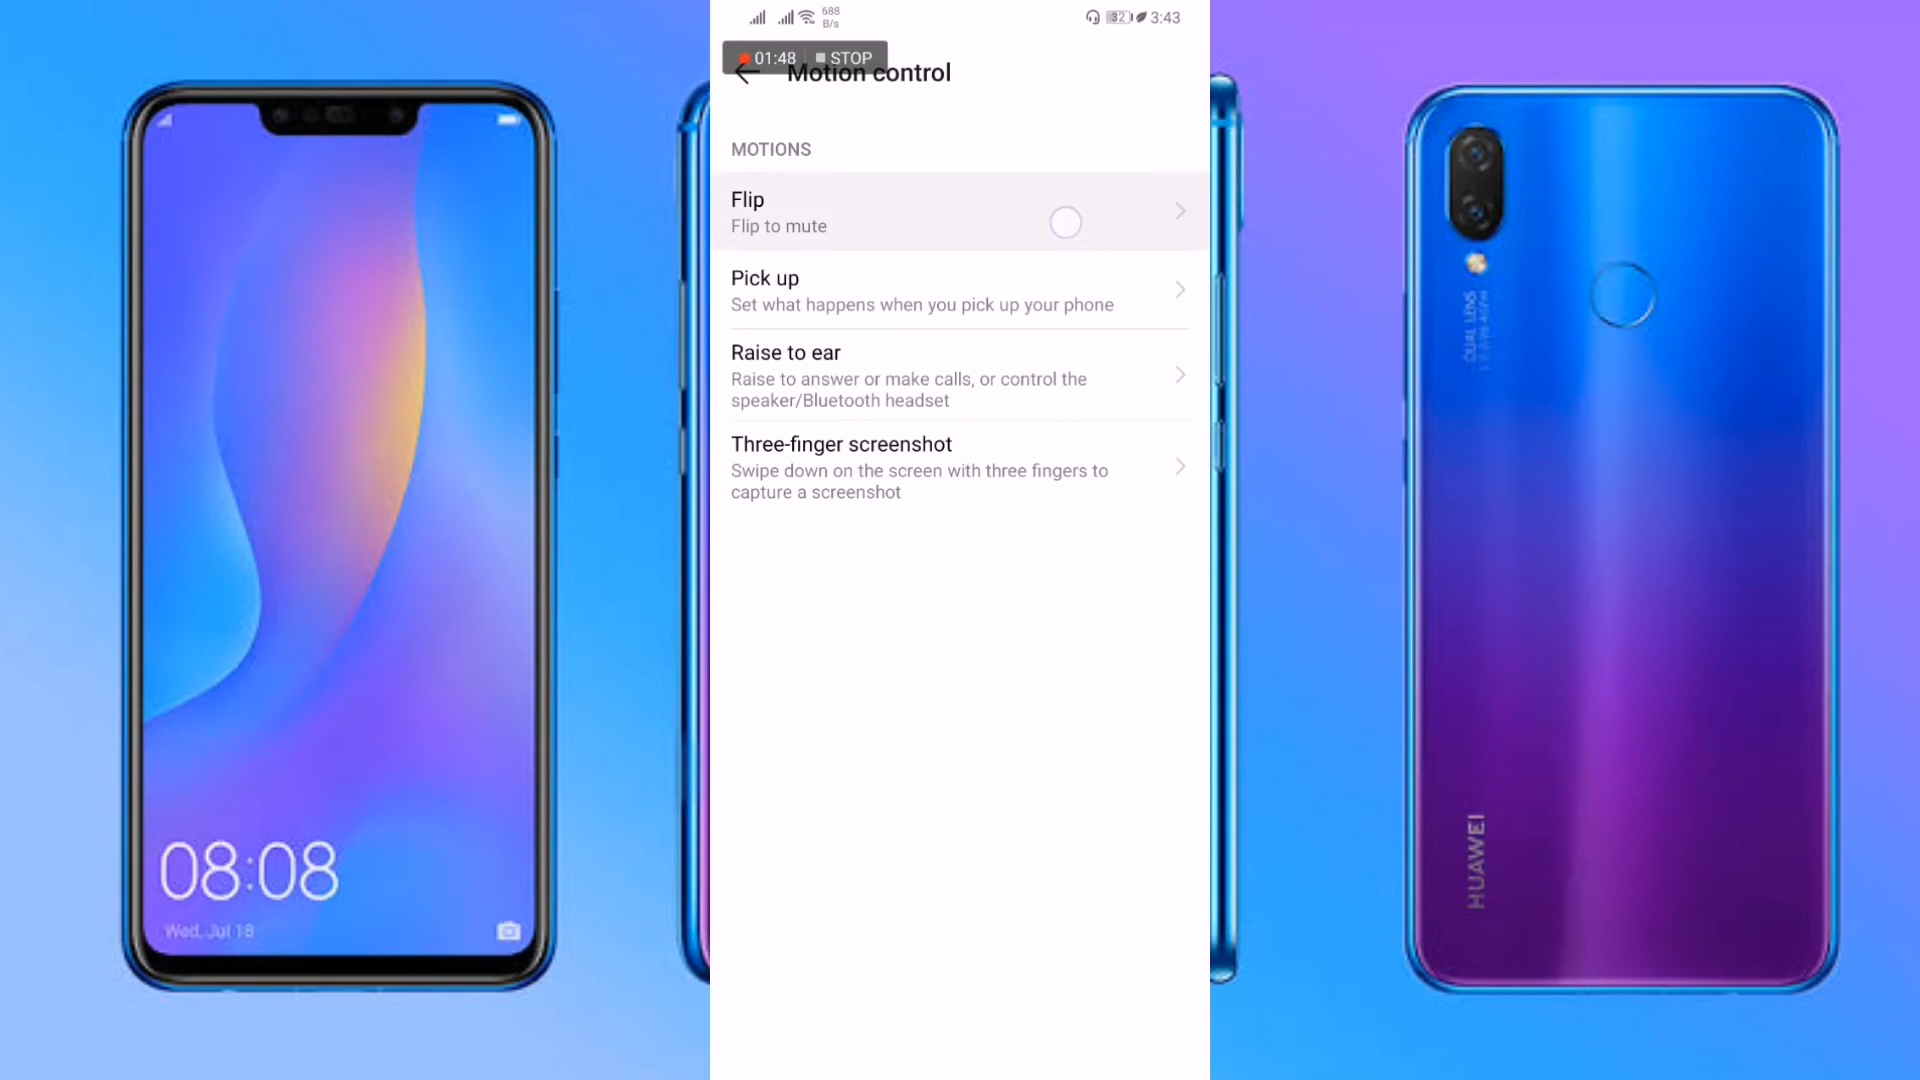 688
B/s
32
3:43
01:48
STOP
Motion control
MOTIONS
Flip
Flip to mute
Pick up
Set what happens when you pick up your phone
Raise to ear
Raise to answer or make calls, or control the
speaker/Bluetooth headset
Three-finger screenshot
Swipe down on the screen with three fingers to
capture a screenshot
08:08
Wed, Jul 18
DUAL LENS
HUAWEI